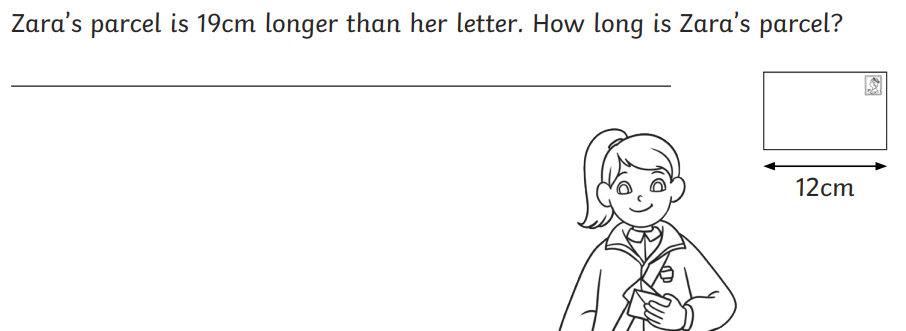 Zara’s parcel is 19cm longer than her letter. How long is Zara’s parcel?
12cm